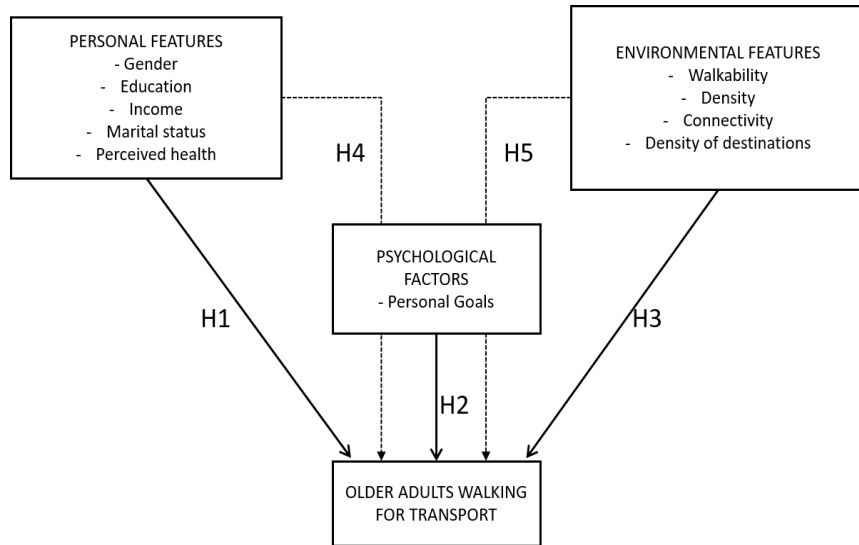 PERSONAL FEATURES
- Gender
- Education
- Income
- Marital status
- Perceived health
ENVIRONMENTAL FEATURES
- Walkability
- Density
- Connectivity
- Density of destinations
H4
H5
PSYCHOLOGICAL
FACTORS
- Personal Goals
H1
H3
H2
OLDER ADULTS WALKING
FOR TRANSPORT